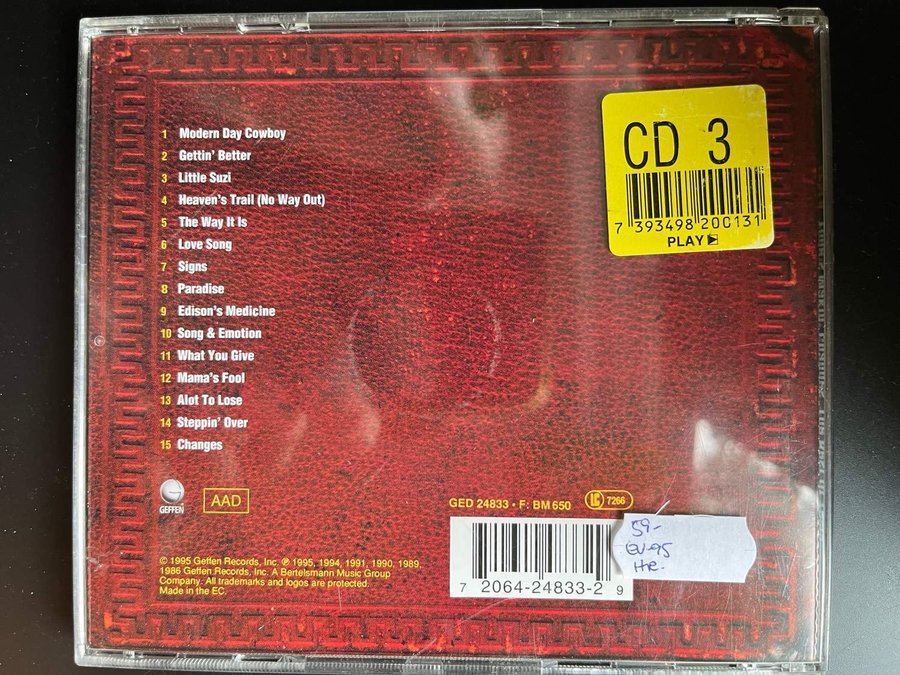 1 Modern Day Cowboy
2 Gettin' Better
3 Little Suzi
4 Heaven's Trail (No Way Out)
5 The Way It Is
6 Love Song
7 Signs
8 Paradise
9 Edison's Medicine
10 Song & Emotion
11 What You Give
12 Mama's Fool
13 Alot To Lose
14 Steppin' Over
15 Changes
CD 3
7 393498 200131
PLAY
GEFFEN
AAD
GED 24833 • F: BM 650
LC 7266
59-
7 20642-4833-2 9
© 1995 Geffen Records, Inc. ℗ 1995, 1994, 1991, 1990, 1989,
1986 Geffen Records, Inc. A Bertelsmann Music Group
Company. All trademarks and logos are protected.
Made in the EC.